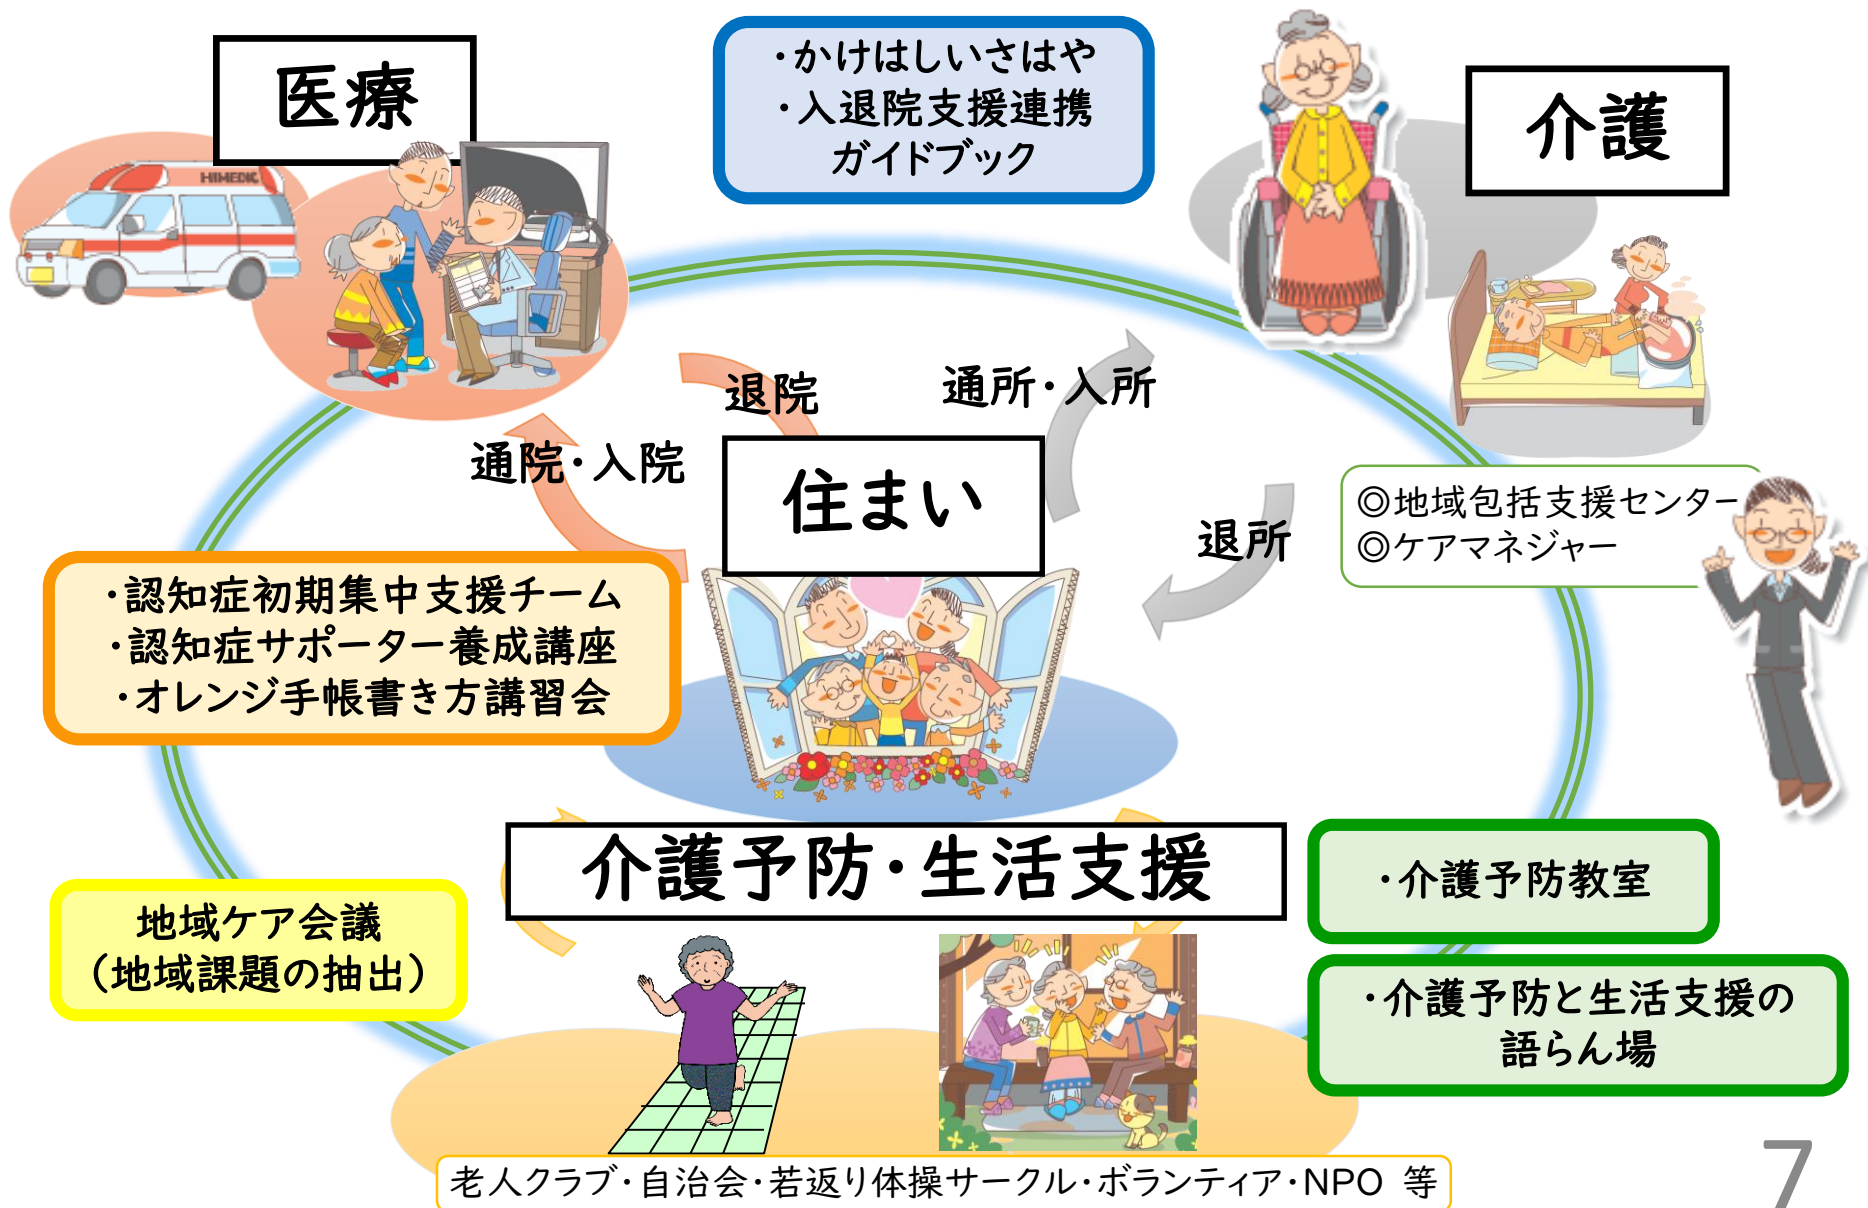 医療
HIMEDIC
・かけはしいさはや
・入退院支援連携
ガイドブック
介護
退院
通所・入所
通院・入院
住まい
退所
◎地域包括支援センター
◎ケアマネジャー
・認知症初期集中支援チーム
・認知症サポーター養成講座
・オレンジ手帳書き方講習会
介護予防・生活支援
・介護予防教室
地域ケア会議
(地域課題の抽出)
・介護予防と生活支援の
語らん場
老人クラブ・自治会・若返り体操サークル・ボランティア・NPO 等
7